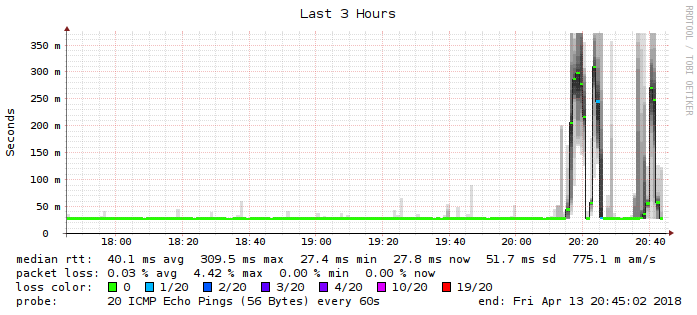 Last 3 Hours
RRDTOOL / TOBI OETIKER
Seconds
350 m
300 m
250 m
200 m
150 m
100 m
50 m
0
18:00 18:20 18:40 19:00 19:20 19:40 20:00 20:20 20:40
median rtt: 40.1 ms avg 309.5 ms max 27.4 ms min 27.8 ms now 51.7 ms sd 775.1 m am/s
packet loss: 0.03 % avg 4.42 % max 0.00 % min 0.00 % now
loss color: 0 1/20 2/20 3/20 4/20 10/20 19/20
probe: 20 ICMP Echo Pings (56 Bytes) every 60s end: Fri Apr 13 20:45:02 2018